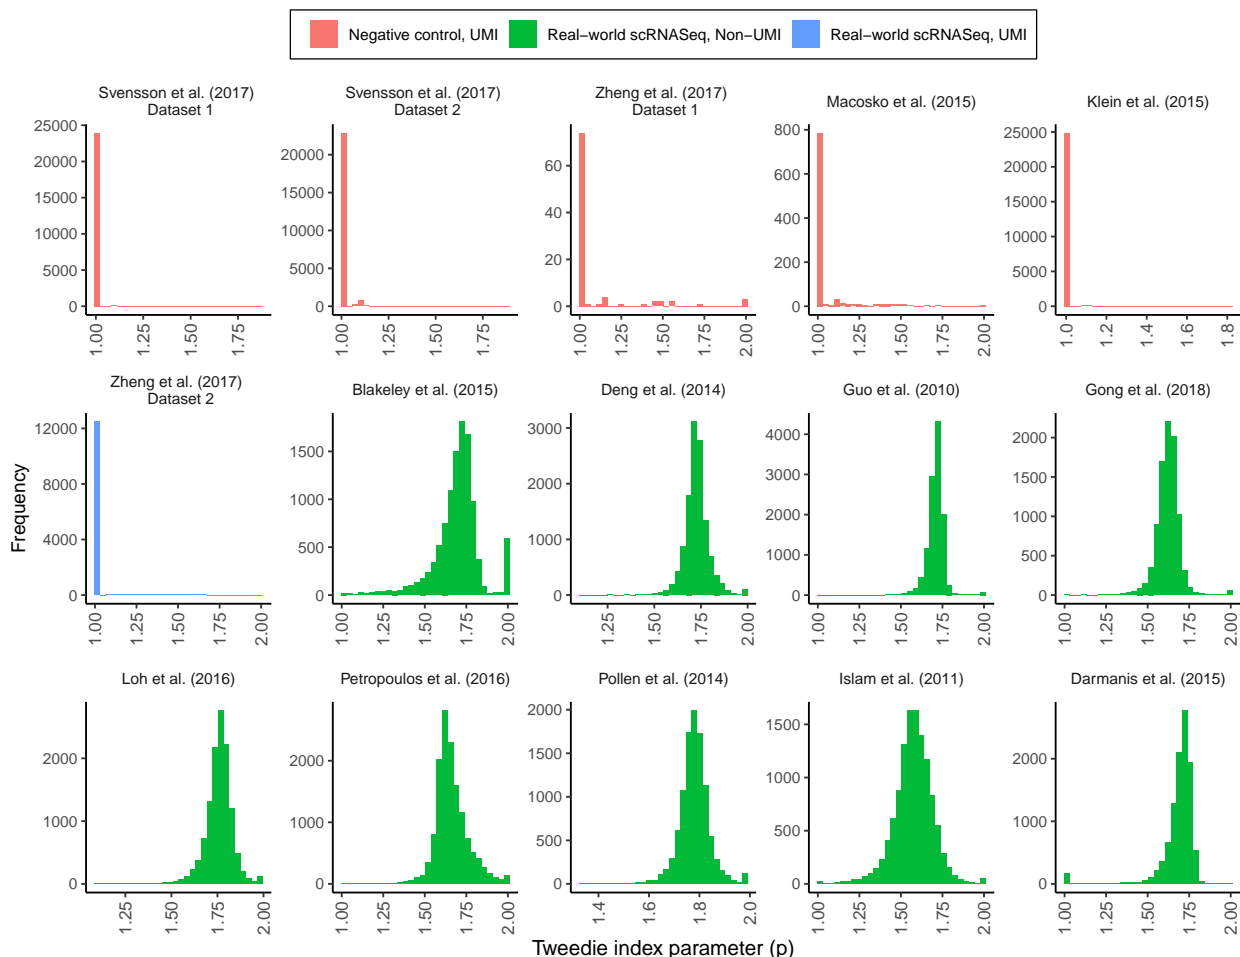 Negative control, UMI Real−world scRNASeq, Non−UMI Real−world scRNASeq, UMI
Svensson et al. (2017)
Dataset 1
25000
20000
15000
10000
5000
0
1.00 1.25 1.50 1.75
Svensson et al. (2017)
Dataset 2
20000
15000
10000
5000
0
1.00 1.25 1.50 1.75
Zheng et al. (2017)
Dataset 1
60
40
20
0
1.00 1.25 1.50 1.75 2.00
Macosko et al. (2015)
800
600
400
200
0
1.00 1.25 1.50 1.75 2.00
Klein et al. (2015)
25000
20000
15000
10000
5000
0
1.0 1.2 1.4 1.6 1.8
Frequency
Zheng et al. (2017)
Dataset 2
12000
8000
4000
0
1.00 1.25 1.50 1.75 2.00
Blakeley et al. (2015)
1500
1000
500
0
1.00 1.25 1.50 1.75 2.00
Deng et al. (2014)
3000
2000
1000
0
1.25 1.50 1.75 2.00
Guo et al. (2010)
4000
3000
2000
1000
0
1.00 1.25 1.50 1.75 2.00
Gong et al. (2018)
2000
1500
1000
500
0
1.00 1.25 1.50 1.75 2.00
Loh et al. (2016)
2000
1000
0
1.25 1.50 1.75 2.00
Petropoulos et al. (2016)
2000
1000
0
1.00 1.25 1.50 1.75 2.00
Pollen et al. (2014)
2000
1500
1000
500
0
1.4 1.6 1.8 2.0
Islam et al. (2011)
1500
1000
500
0
1.00 1.25 1.50 1.75 2.00
Darmanis et al. (2015)
2000
1000
0
1.00 1.25 1.50 1.75 2.00
Tweedie index parameter (p)